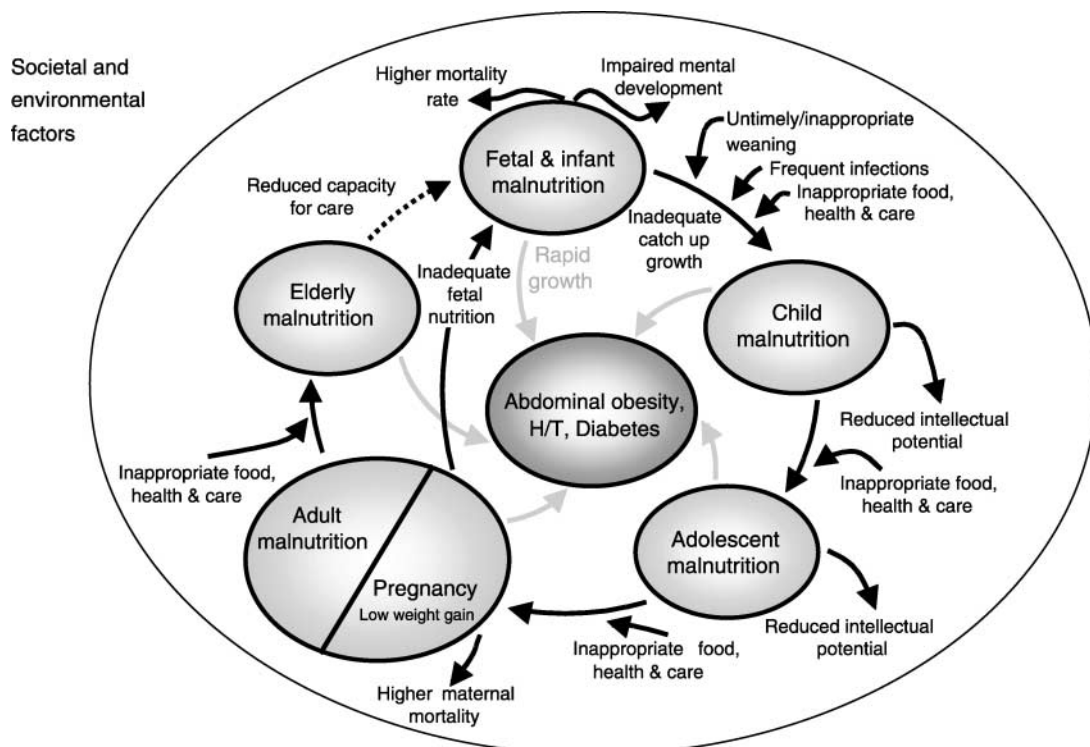 Societal and
environmental
factors
Higher mortality
rate
Impaired mental
development
Untimely/inappropriate
weaning
Frequent infections
Inappropriate food,
health & care
Fetal & infant
malnutrition
Reduced capacity
for care
Inadequate
catch up
growth
Rapid
growth
Inadequate
fetal
nutrition
Elderly
malnutrition
Child
malnutrition
Abdominal obesity,
H/T, Diabetes
Reduced intellectual
potential
Inappropriate food,
health & care
Inappropriate food,
health & care
Adult
malnutrition
Pregnancy
Low weight gain
Adolescent
malnutrition
Reduced intellectual
potential
Inappropriate food,
health & care
Higher maternal
mortality